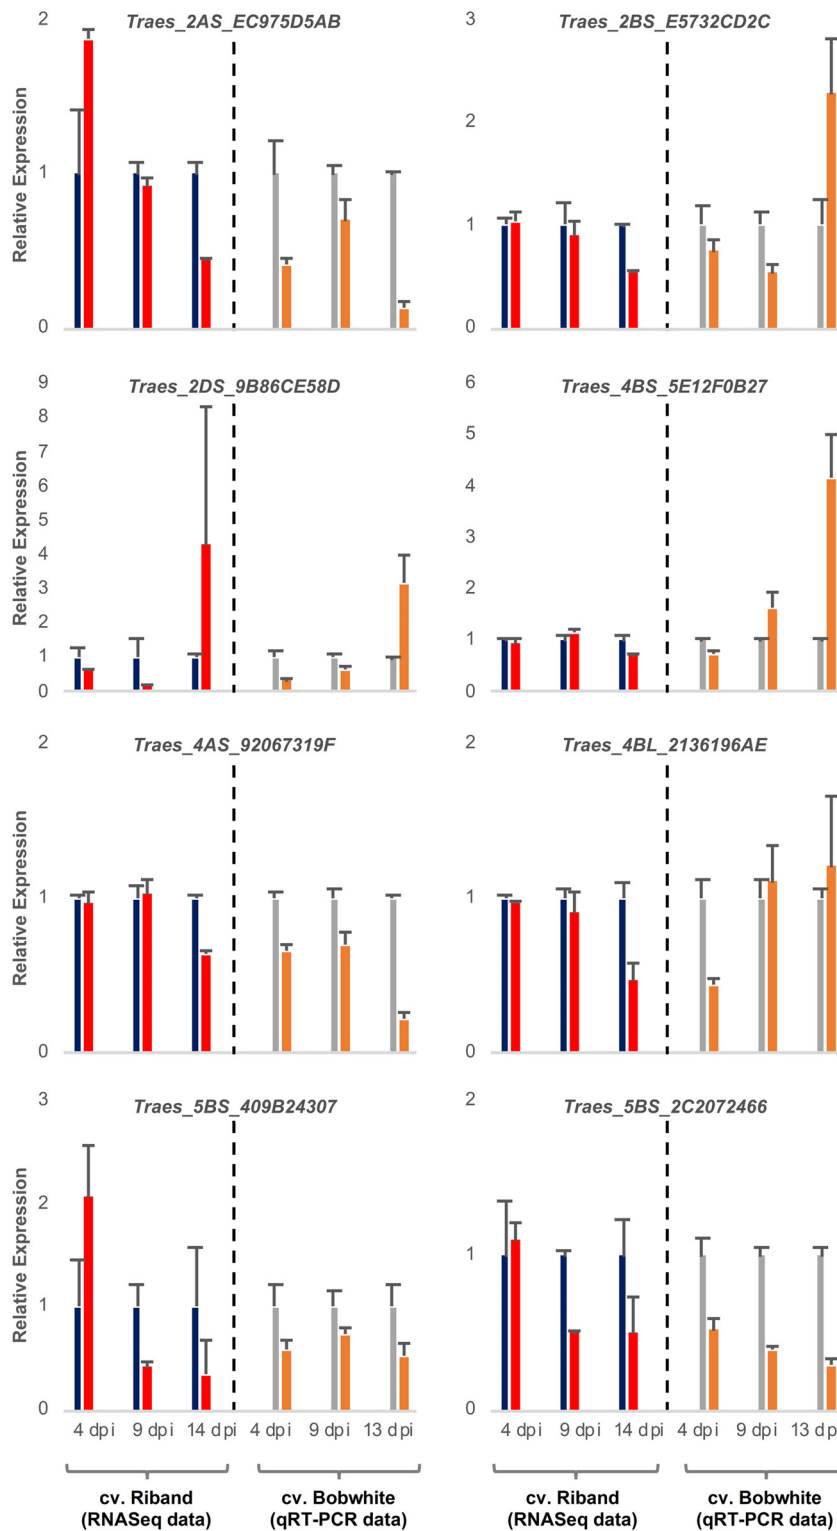 Traes_2AS_EC975D5AB
Relative Expression
2
1
0
Traes_2BS_E5732CD2C
3
2
1
0
Traes_2DS_9B86CE58D
Relative Expression
9
8
7
6
5
4
3
2
1
0
Traes_4BS_5E12F0B27
6
5
4
3
2
1
0
Traes_4AS_92067319F
Relative Expression
2
1
0
Traes_4BL_2136196AE
2
1
0
Traes_5BS_409B24307
Relative Expression
3
2
1
0
Traes_5BS_2C2072466
2
1
0
4 dpi 9 dpi 14 dpi 4 dpi 9 dpi 13 dpi
4 dpi 9 dpi 14 dpi 4 dpi 9 dpi 13 dpi
cv. Riband
(RNASeq data)
cv. Bobwhite
(qRT-PCR data)
cv. Riband
(RNASeq data)
cv. Bobwhite
(qRT-PCR data)